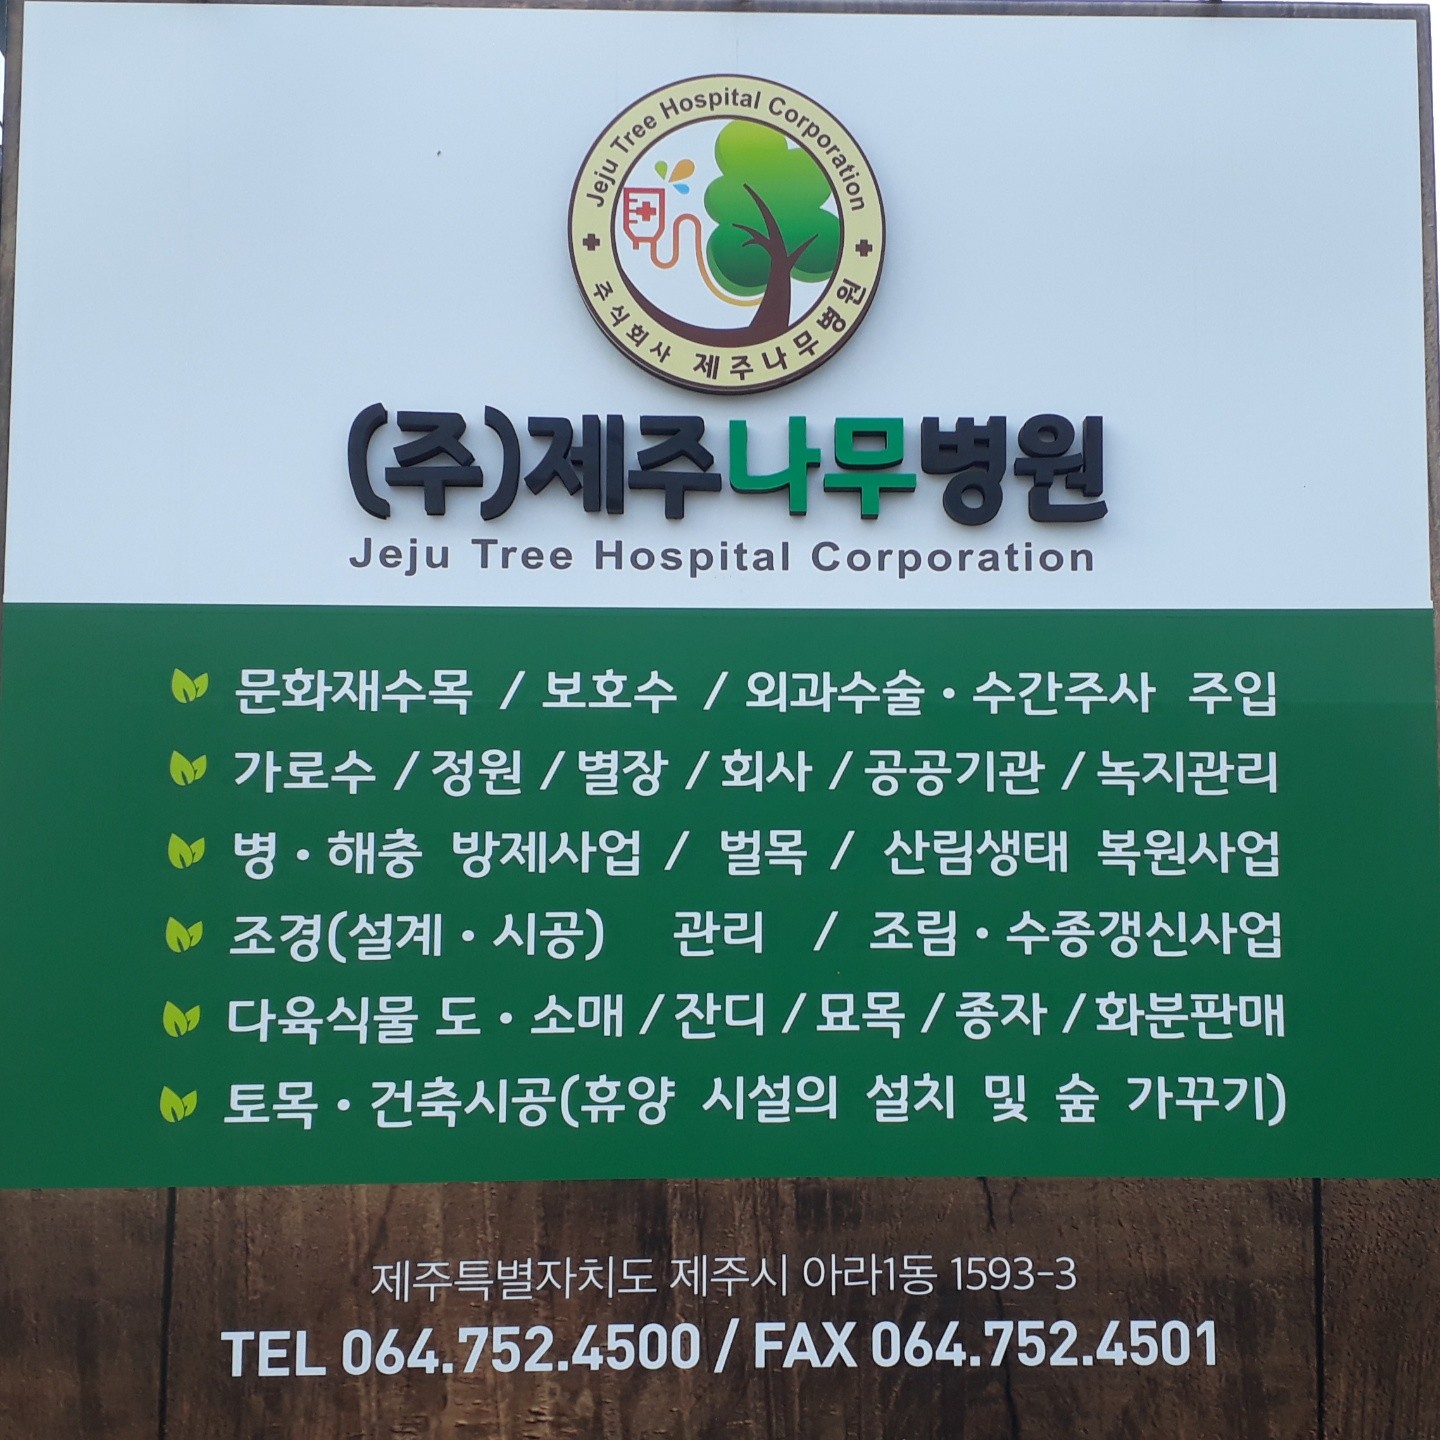 Jeju Tree Hospital Corporation
주식회사 제주나무병원
(주)제주나무병원
Jeju Tree Hospital Corporation
문화재수목 / 보호수 / 외과수술·수간주사 주입
가로수 / 정원 / 별장 / 회사 / 공공기관 / 녹지관리
병·해충 방제사업 / 벌목 / 산림생태 복원사업
조경(설계·시공) 관리 / 조림·수종갱신사업
다육식물 도·소매 / 잔디 / 묘목 / 종자 / 화분판매
토목·건축시공(휴양 시설의 설치 및 숲 가꾸기)
제주특별자치도 제주시 아라1동 1593-3
TEL 064.752.4500 / FAX 064.752.4501